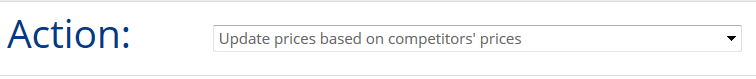 Action: Update prices based on competitors' prices